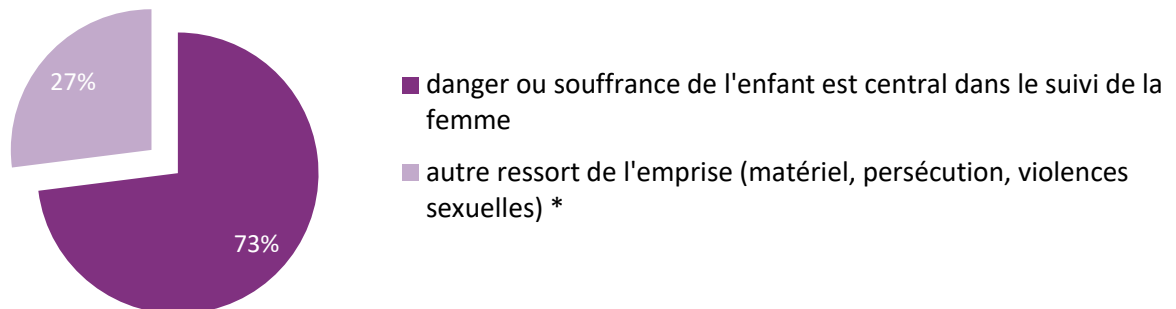 27%
73%
danger ou souffrance de l'enfant est central dans le suivi de la
femme
autre ressort de l'emprise (matériel, persécution, violences
sexuelles) *